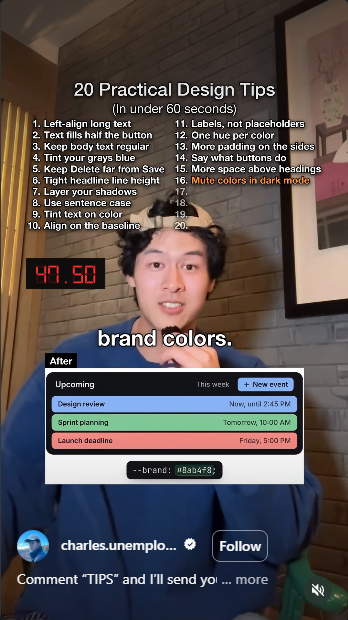 20 Practical Design Tips
(In under 60 seconds)
1. Left-align long text
2. Text fills half the button
3. Keep body text regular
4. Tint your grays blue
5. Keep Delete far from Save
6. Tight headline line height
7. Layer your shadows
8. Use sentence case
9. Tint text on color
10. Align on the baseline
11. Labels, not placeholders
12. One hue per color
13. More padding on the sides
14. Say what buttons do
15. More space above headings
16. Mute colors in dark mode
17.
18.
19.
20.
47.50
brand colors.
After
Upcoming This week + New event
Design review Now, until 2:45 PM
Sprint planning Tomorrow, 10:00 AM
Launch deadline Friday, 5:00 PM
--brand: #8ab4f8;
charles.unemplo... Follow
Comment “TIPS” and I’ll send you ... more